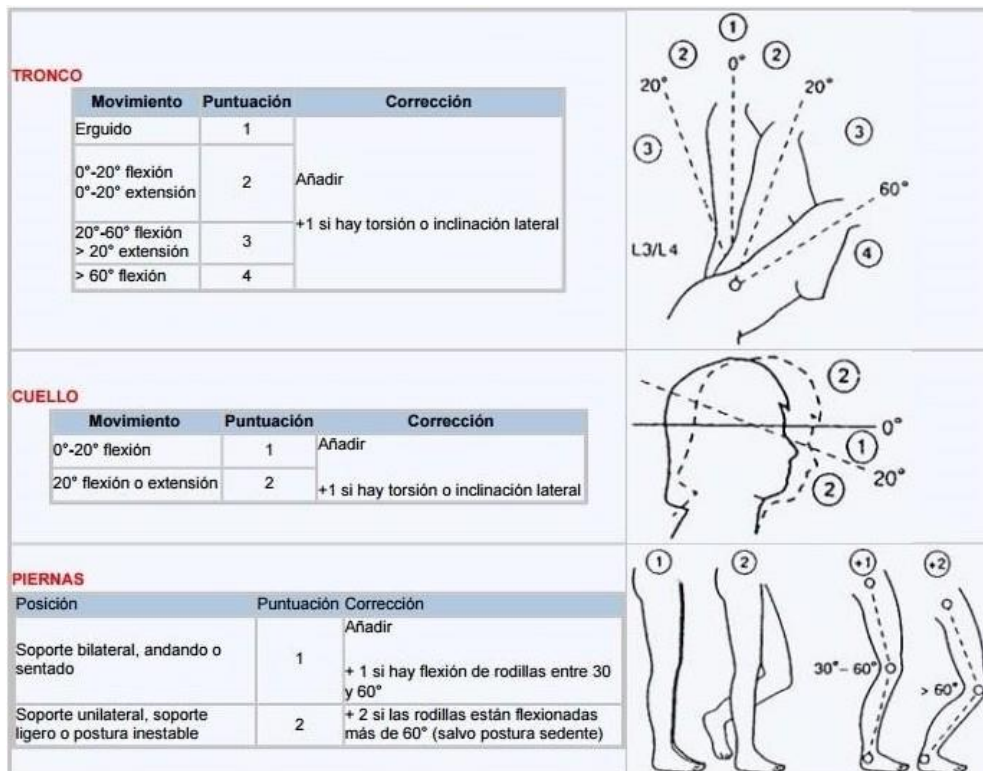 TRONCO
Movimiento Puntuación Corrección
Erguido 1
0°-20° flexión
0°-20° extensión
2
Añadir
+1 si hay torsión o inclinación lateral
20°-60° flexión
> 20° extensión
3
> 60° flexión 4
1
2 0° 2
20° 20°
3 3
60°
L3/L4
4
CUELLO
Movimiento Puntuación Corrección
0°-20° flexión 1
Añadir
20° flexión o extensión 2
+1 si hay torsión o inclinación lateral
2
0°
1
20°
2
PIERNAS
Posición Puntuación Corrección
Soporte bilateral, andando o
sentado
1
Añadir
+ 1 si hay flexión de rodillas entre 30
y 60°
Soporte unilateral, soporte
ligero o postura inestable
2
+ 2 si las rodillas están flexionadas
más de 60° (salvo postura sedente)
1 2 +1 +2
30°-60°
> 60°